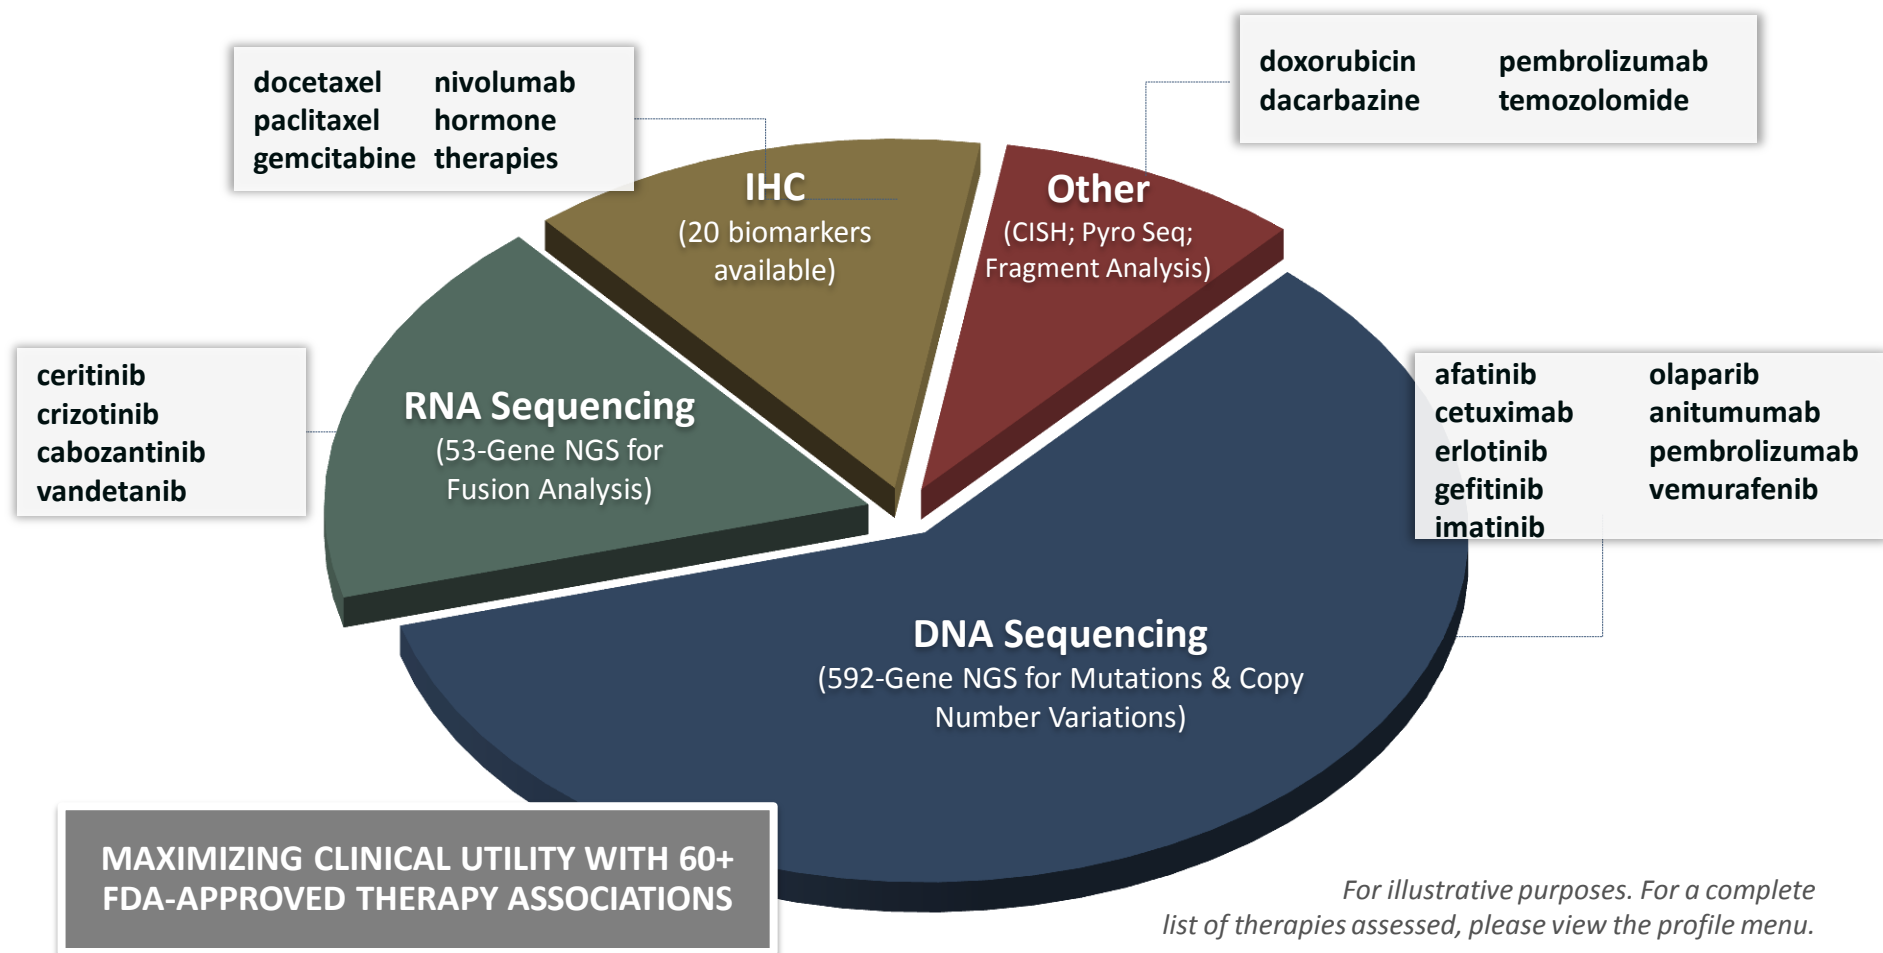 docetaxel nivolumab
paclitaxel hormone
gemcitabine therapies
doxorubicin pembrolizumab
dacarbazine temozolomide
IHC
(20 biomarkers
available)
Other
(CISH; Pyro Seq;
Fragment Analysis)
ceritinib
crizotinib
cabozantinib
vandetanib
RNA Sequencing
(53-Gene NGS for
Fusion Analysis)
afatinib olaparib
cetuximab anitumumab
erlotinib pembrolizumab
gefitinib vemurafenib
imatinib
DNA Sequencing
(592-Gene NGS for Mutations & Copy
Number Variations)
MAXIMIZING CLINICAL UTILITY WITH 60+
FDA-APPROVED THERAPY ASSOCIATIONS
For illustrative purposes. For a complete
list of therapies assessed, please view the profile menu.